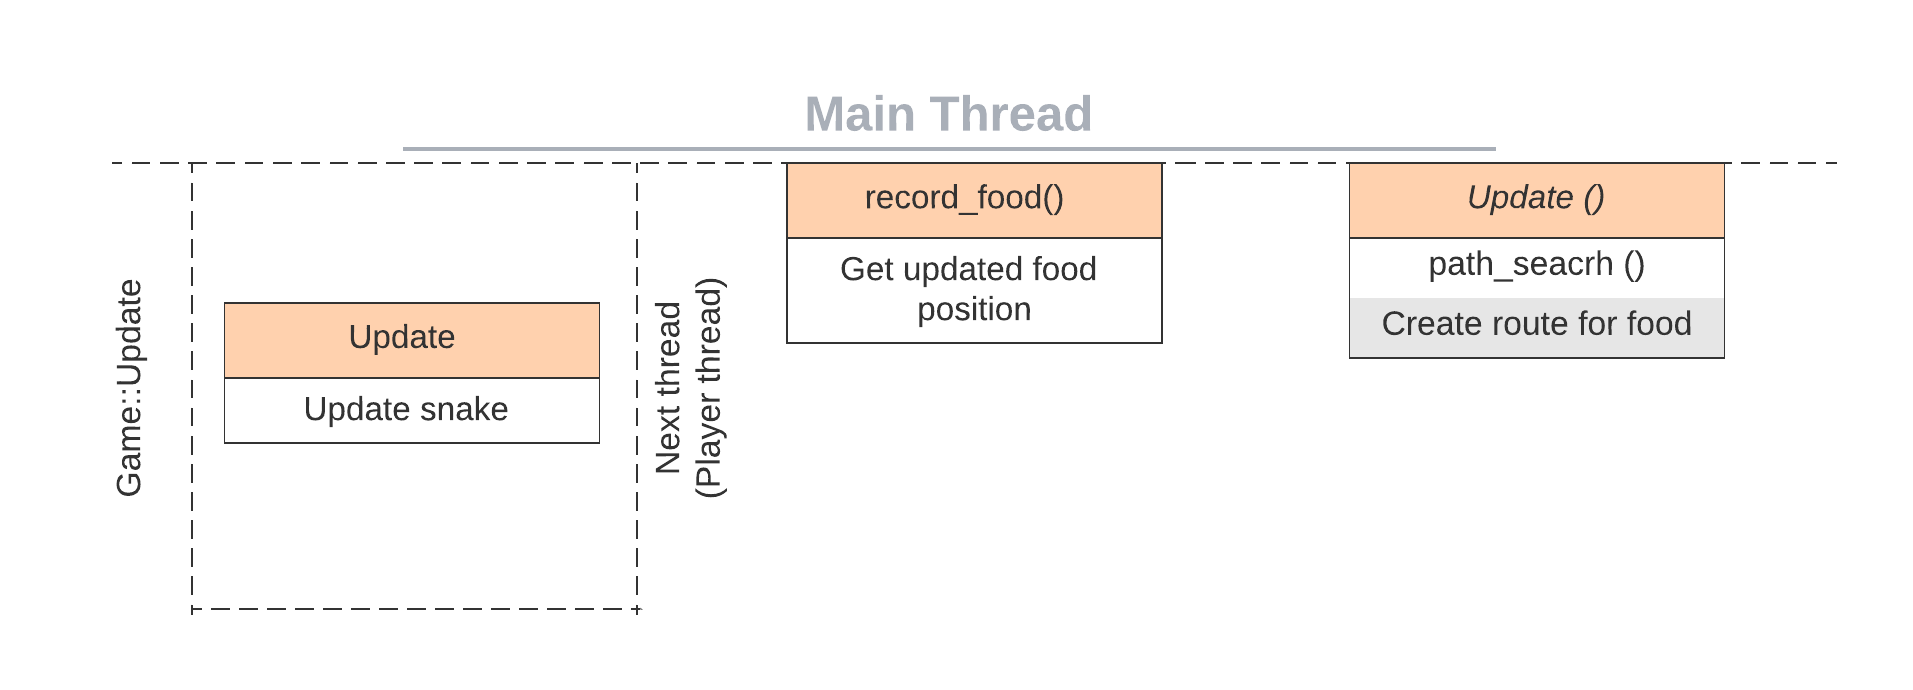 Main Thread
Game::Update
Update
Update snake
Next thread
(Player thread)
record_food()
Get updated food
position
Update ()
path_seacrh ()
Create route for food